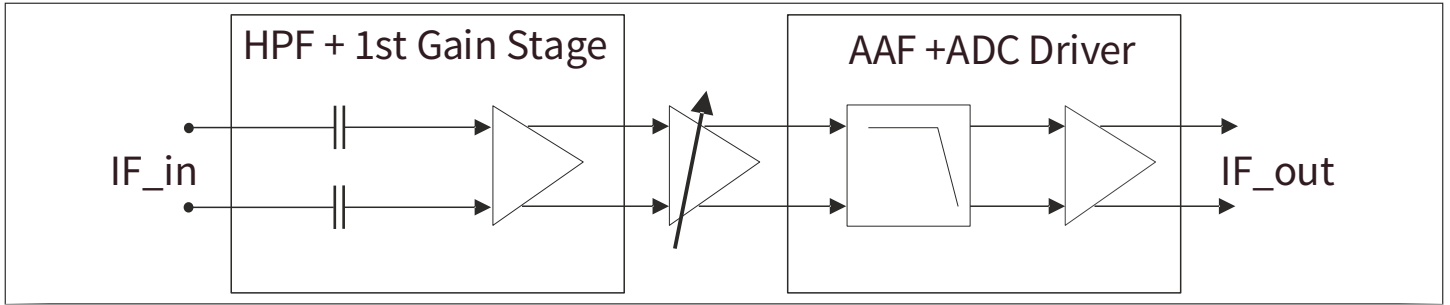 HPF + 1st Gain Stage
AAF +ADC Driver
IF_in
IF_out